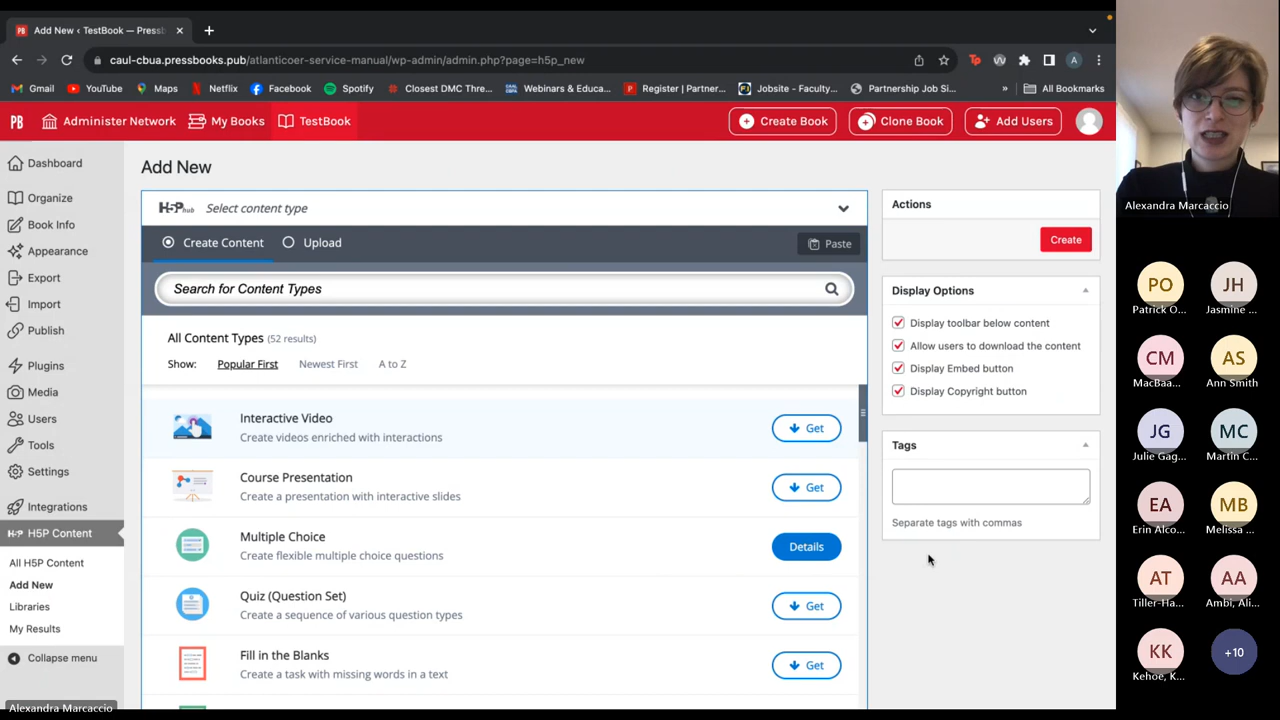 Add New ‹ TestBook — Pressb
caul-cbua.pressbooks.pub/atlanticoer-service-manual/wp-admin/admin.php?page=h5p_new
A
Gmail YouTube Maps Netflix Facebook Spotify Closest DMC Thre... Webinars & Educa... Register | Partner... Jobsite - Faculty... Partnership Job Si... » All Bookmarks
PB Administer Network My Books TestBook Create Book Clone Book Add Users
Dashboard
Organize
Book Info
Appearance
Export
Import
Publish
Plugins
Media
Users
Tools
Settings
Integrations
H5P Content
All H5P Content
Add New
Libraries
My Results
Collapse menu
Alexandra Marcaccio
Add New
H5P hub Select content type
Create Content Upload Paste
Search for Content Types
All Content Types (52 results)
Show: Popular First Newest First A to Z
Interactive Video
Create videos enriched with interactions
Get
Course Presentation
Create a presentation with interactive slides
Get
Multiple Choice
Create flexible multiple choice questions
Details
Quiz (Question Set)
Create a sequence of various question types
Get
Fill in the Blanks
Create a task with missing words in a text
Get
Actions
Create
Display Options
Display toolbar below content
Allow users to download the content
Display Embed button
Display Copyright button
Tags
Separate tags with commas
Alexandra Marcaccio
PO JH
Patrick O... Jasmine ...
CM AS
MacBaa... Ann Smith
JG MC
Julie Gag... Martin C...
EA MB
Erin Alco... Melissa ...
AT AA
Tiller-Ha... Ambi, Ali...
KK +10
Kehoe, K...